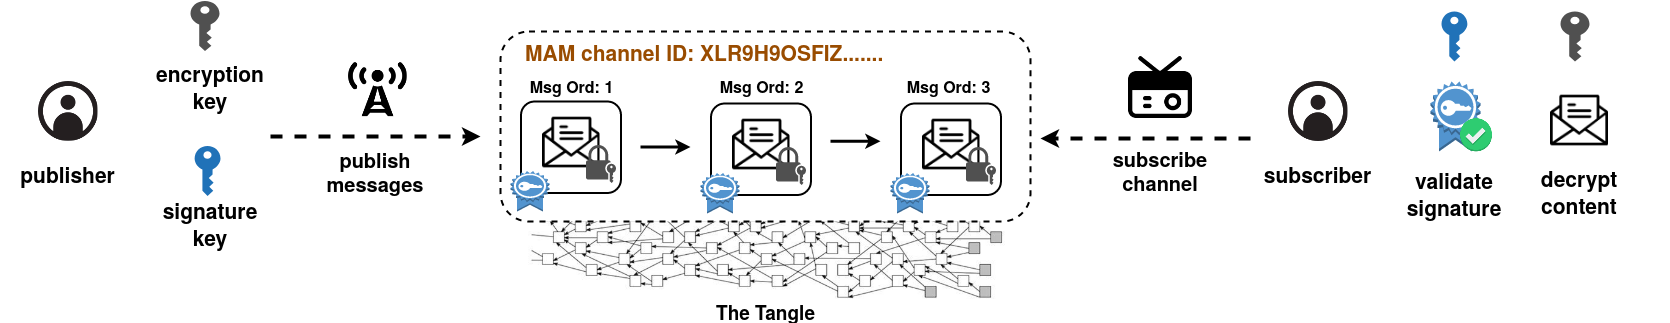 publisher
encryption
key
signature
key
publish
messages
MAM channel ID: XLR9H9OSFIZ.......
Msg Ord: 1
Msg Ord: 2
Msg Ord: 3
The Tangle
subscribe
channel
subscriber
validate
signature
decrypt
content